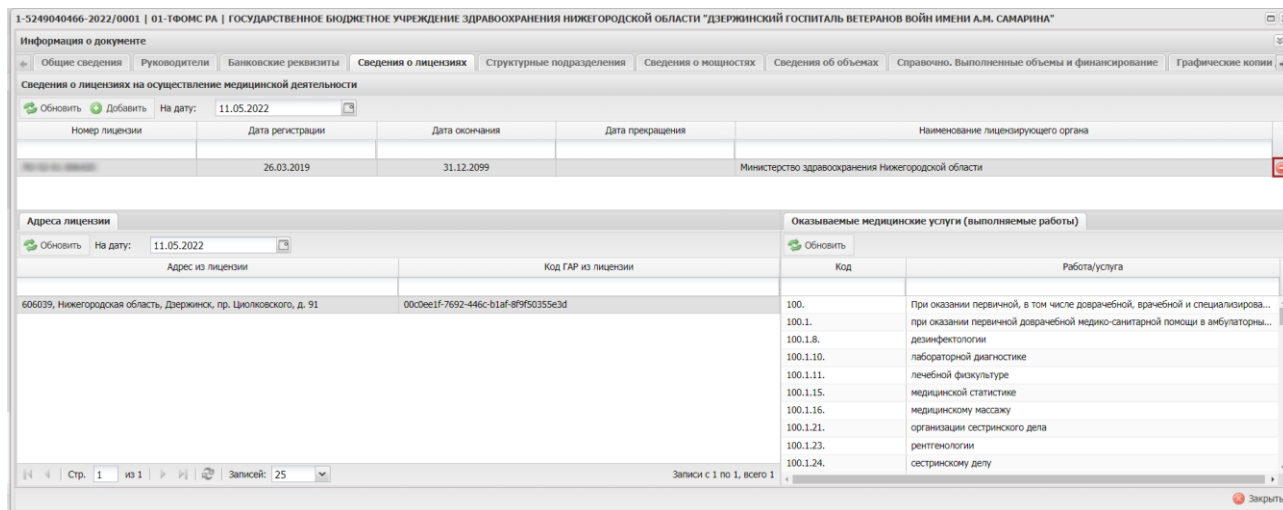 1-5249040466-2022/0001 | 01-ТФОМС РА | ГОСУДАРСТВЕННОЕ БЮДЖЕТНОЕ УЧРЕЖДЕНИЕ ЗДРАВООХРАНЕНИЯ НИЖЕГОРОДСКОЙ ОБЛАСТИ "ДЗЕРЖИНСКИЙ ГОСПИТАЛЬ ВЕТЕРАНОВ ВОЙН ИМЕНИ А.М. САМАРИНА"
Информация о документе
Общие сведения Руководители Банковские реквизиты Сведения о лицензиях Структурные подразделения Сведения о мощностях Сведения об объемах Справочно. Выполненные объемы и финансирование Графические копии
Сведения о лицензиях на осуществление медицинской деятельности
Обновить Добавить На дату: 11.05.2022
Номер лицензии Дата регистрации Дата окончания Дата прекращения Наименование лицензирующего органа
26.03.2019 31.12.2099 Министерство здравоохранения Нижегородской области
Адреса лицензии Оказываемые медицинские услуги (выполняемые работы)
Обновить На дату: 11.05.2022 Обновить
Адрес из лицензии Код ГАР из лицензии Код Работа/услуга
606039, Нижегородская область, Дзержинск, пр. Циолковского, д. 91 00c0ee1f-7692-446c-b1af-8f9f50355e3d 100. При оказании первичной, в том числе доврачебной, врачебной и специализирова...
100.1. при оказании первичной доврачебной медико-санитарной помощи в амбулаторны...
100.1.8. дезинфектологии
100.1.10. лабораторной диагностике
100.1.11. лечебной физкультуре
100.1.15. медицинской статистике
100.1.16. медицинскому массажу
100.1.21. организации сестринского дела
100.1.23. рентгенологии
100.1.24. сестринскому делу
Стр. 1 из 1 Записей: 25 Записи с 1 по 1, всего 1
Закрыть